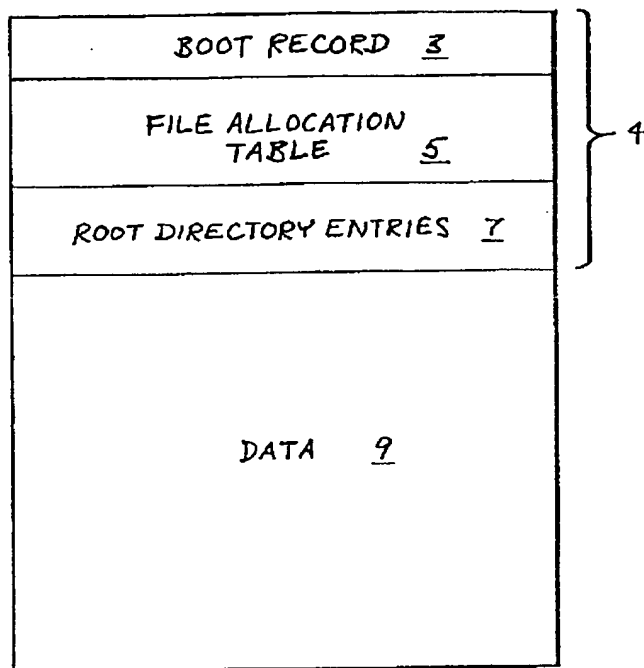 BOOT RECORD 3
FILE ALLOCATION
TABLE 5
4
ROOT DIRECTORY ENTRIES 7
DATA 9